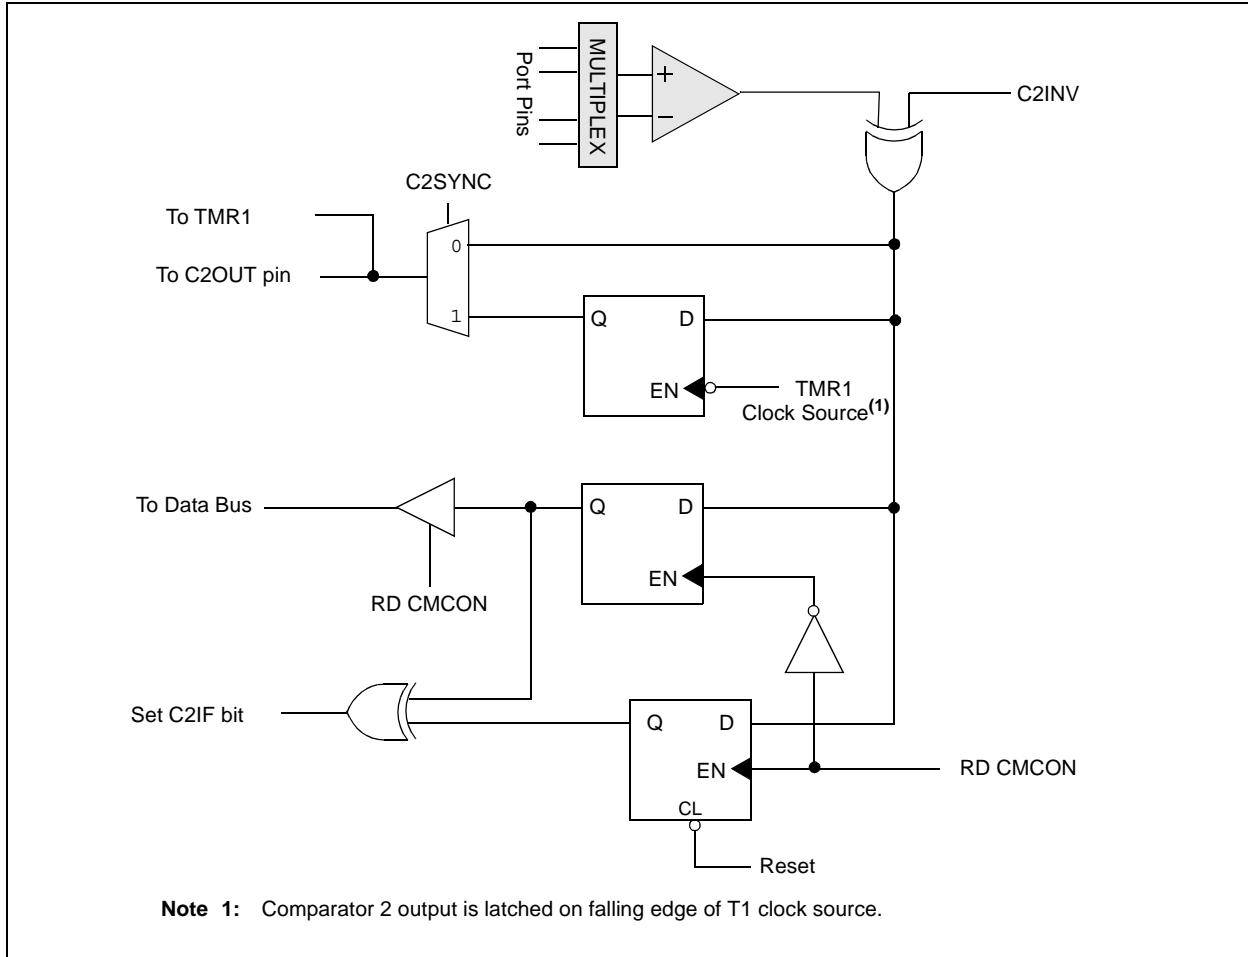 Port Pins
MULTIPLEX
+
−
C2INV
C2SYNC
To TMR1
0
To C2OUT pin
1
Q D
EN
TMR1
Clock Source(1)
To Data Bus
Q D
EN
RD CMCON
Set C2IF bit
Q D
EN
RD CMCON
CL
Reset
Note 1: Comparator 2 output is latched on falling edge of T1 clock source.